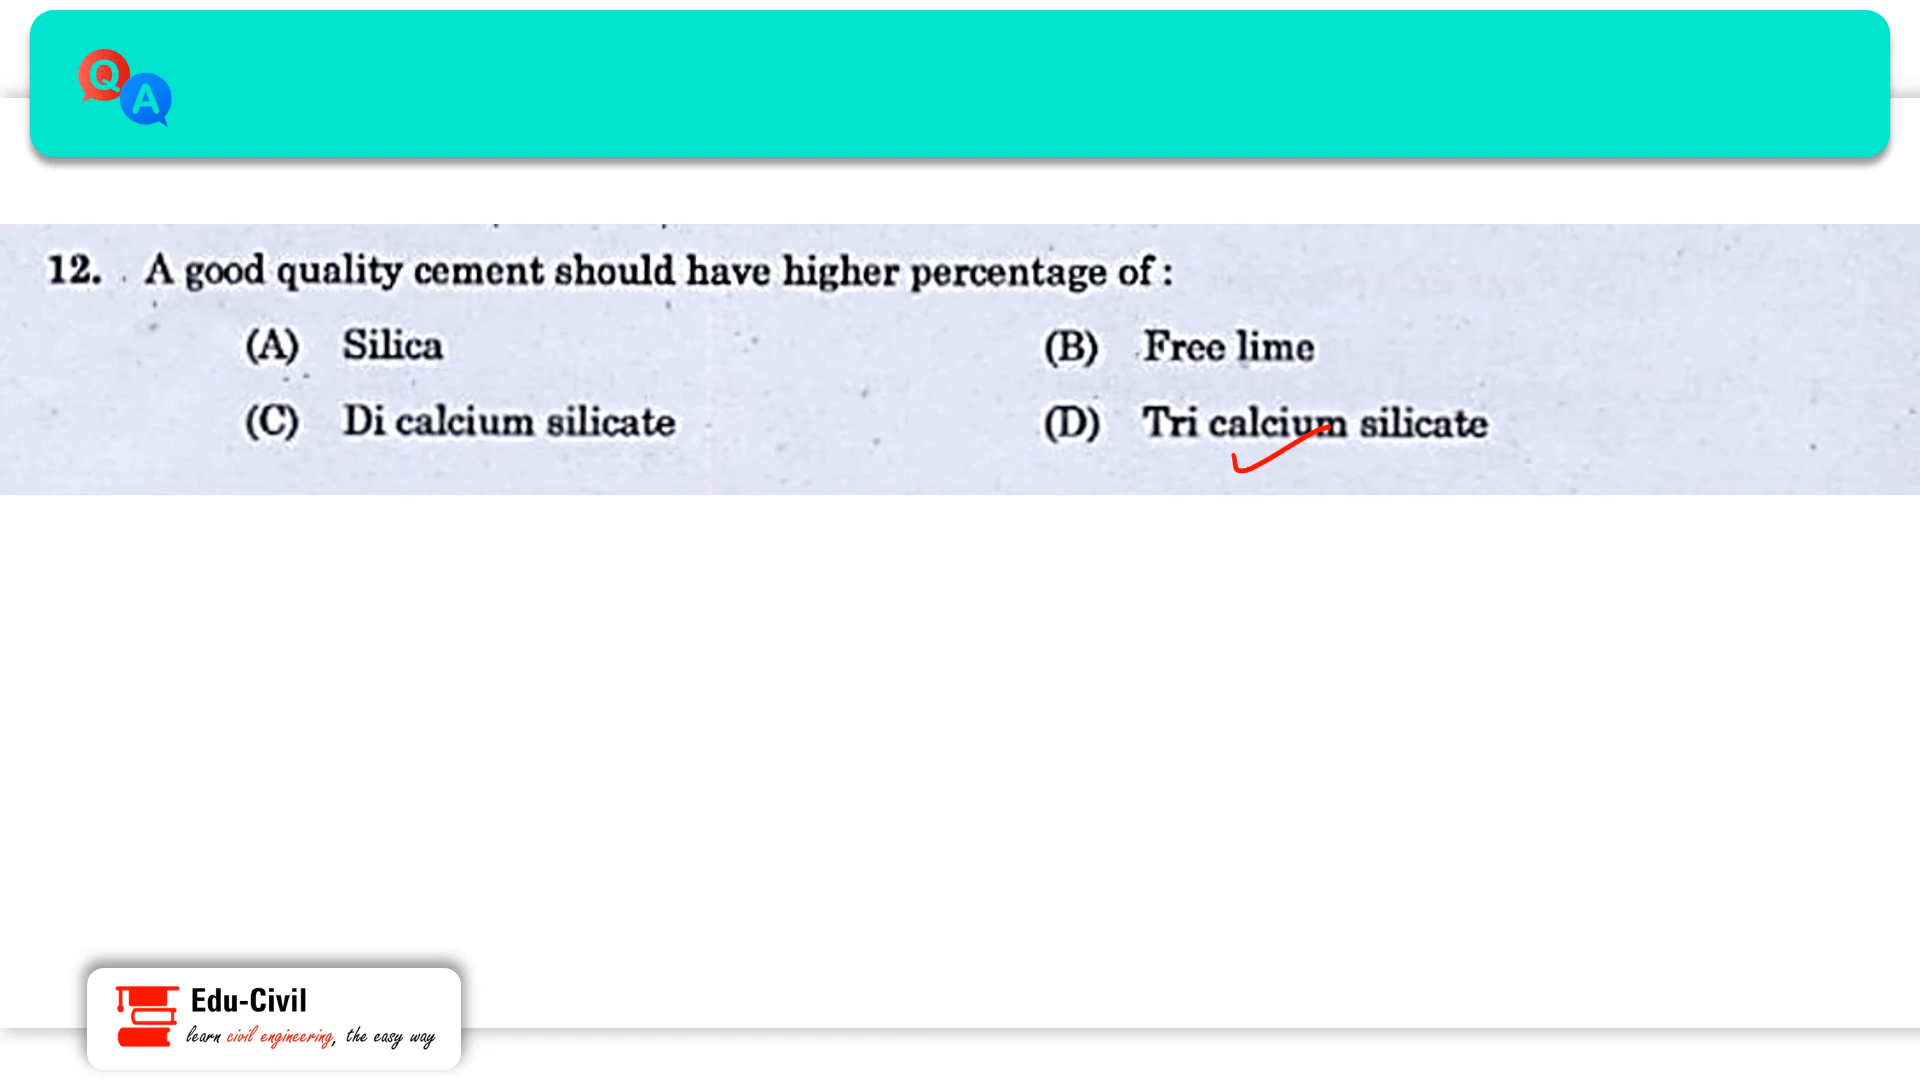 Q
A
12. A good quality cement should have higher percentage of :
(A) Silica (B) Free lime
(C) Di calcium silicate (D) Tri calcium silicate
Edu-Civil
learn civil engineering, the easy way